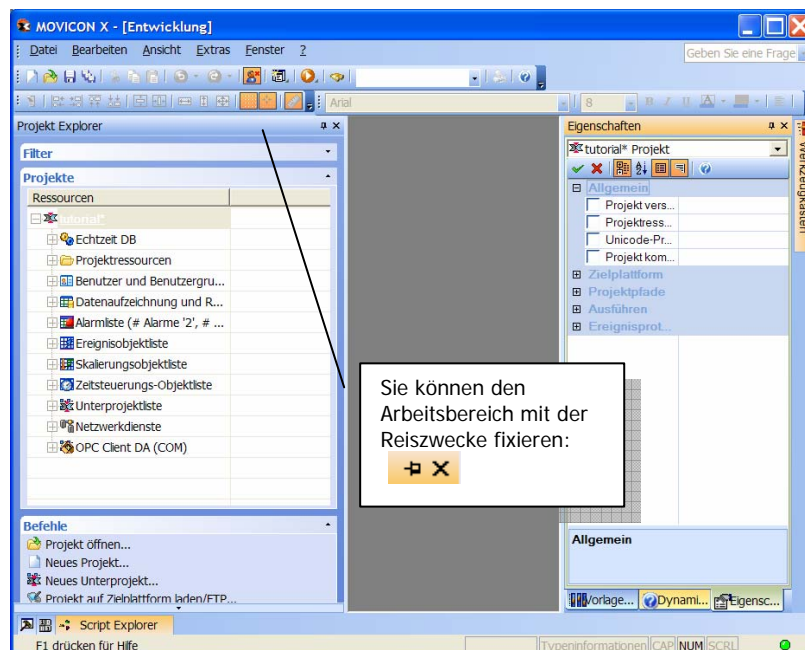 MOVICON X - [Entwicklung]
Datei Bearbeiten Ansicht Extras Fenster ?
Geben Sie eine Frage
Arial 8 B I U A
Projekt Explorer
Filter
Projekte
Ressourcen
tutorial*
Echtzeit DB
Projektressourcen
Benutzer und Benutzergru...
Datenaufzeichnung und R...
Alarmliste (# Alarme '2', # ...
Ereignisobjektliste
Skalierungsobjektliste
Zeitsteuerungs-Objektliste
Unterprojektliste
Netzwerkdienste
OPC Client DA (COM)
Befehle
Projekt öffnen...
Neues Projekt...
Neues Unterprojekt...
Projekt auf Zielplattform laden/FTP...
Sie können den
Arbeitsbereich mit der
Reiszwecke fixieren:
Eigenschaften
tutorial* Projekt
Allgemein
Projekt vers...
Projektress...
Unicode-Pr...
Projekt kom...
Zielplattform
Projektpfade
Ausführen
Ereignisprot...
Allgemein
Vorlage... Dynami... Eigensc...
Werkzeugkasten
Script Explorer
F1 drücken für Hilfe
Typeninformationen CAP NUM SCRL